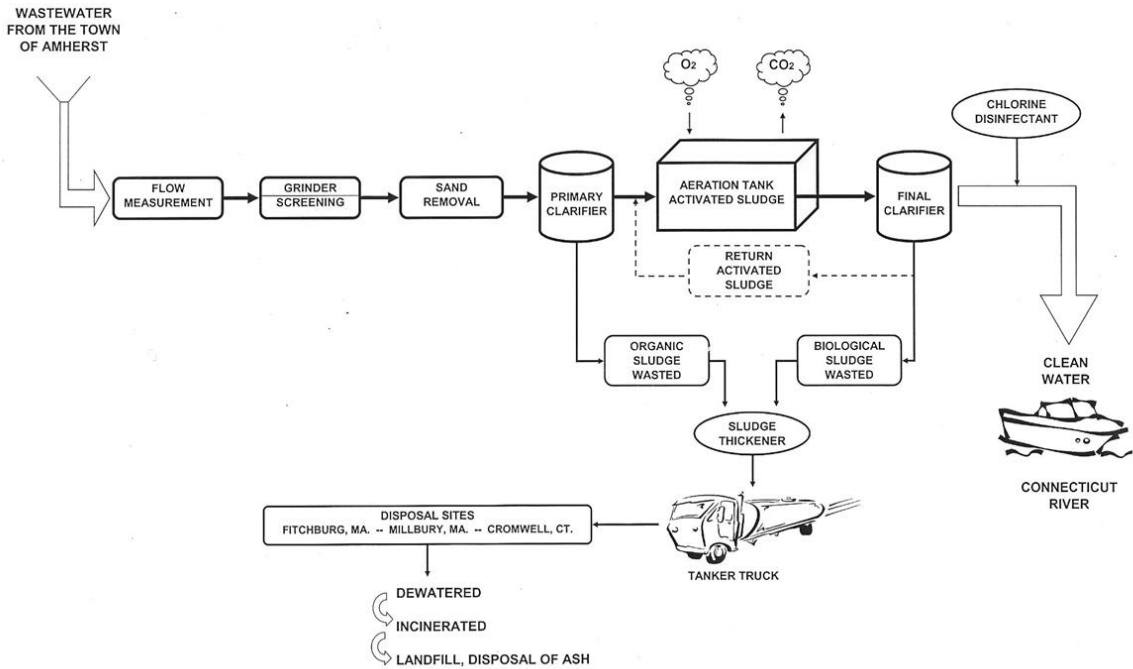 WASTEWATER
FROM THE TOWN
OF AMHERST
O2
CO2
CHLORINE
DISINFECTANT
FLOW
MEASUREMENT
GRINDER
SCREENING
SAND
REMOVAL
PRIMARY
CLARIFIER
AERATION TANK
ACTIVATED SLUDGE
FINAL
CLARIFIER
RETURN
ACTIVATED
SLUDGE
ORGANIC
SLUDGE
WASTED
BIOLOGICAL
SLUDGE
WASTED
CLEAN
WATER
SLUDGE
THICKENER
CONNECTICUT
RIVER
DISPOSAL SITES
FITCHBURG, MA. -- MILLBURY, MA. -- CROMWELL, CT.
TANKER TRUCK
DEWATERED
INCINERATED
LANDFILL, DISPOSAL OF ASH